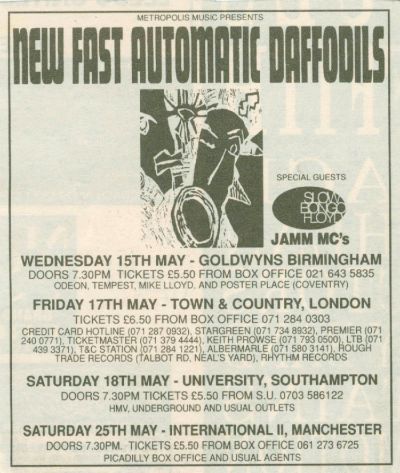 METROPOLIS MUSIC PRESENTS
NEW FAST AUTOMATIC DAFFODILS
SPECIAL GUESTS
SLOW
BONGO
FLOYD
JAMM MC's
WEDNESDAY 15TH MAY - GOLDWYNS BIRMINGHAM
DOORS 7.30PM TICKETS £5.50 FROM BOX OFFICE 021 643 5835
ODEON, TEMPEST, MIKE LLOYD. AND POSTER PLACE (COVENTRY)
FRIDAY 17TH MAY - TOWN & COUNTRY, LONDON
TICKETS £6.50 FROM BOX OFFICE 071 284 0303
CREDIT CARD HOTLINE (071 287 0932), STARGREEN (071 734 8932), PREMIER (071
240 0771), TICKETMASTER (071 379 4444), KEITH PROWSE (071 793 0500), LTB (071
439 3371), T&C STATION (071 284 1221), ALBERMARLE (071 580 3141), ROUGH
TRADE RECORDS (TALBOT RD, NEAL'S YARD), RHYTHM RECORDS
SATURDAY 18TH MAY - UNIVERSITY, SOUTHAMPTON
DOORS 7.30PM TICKETS £5.50 FROM S.U. 0703 586122
HMV, UNDERGROUND AND USUAL OUTLETS
SATURDAY 25TH MAY - INTERNATIONAL II, MANCHESTER
DOORS 7.30PM. TICKETS £5.50 FROM BOX OFFICE 061 273 6725
PICADILLY BOX OFFICE AND USUAL AGENTS